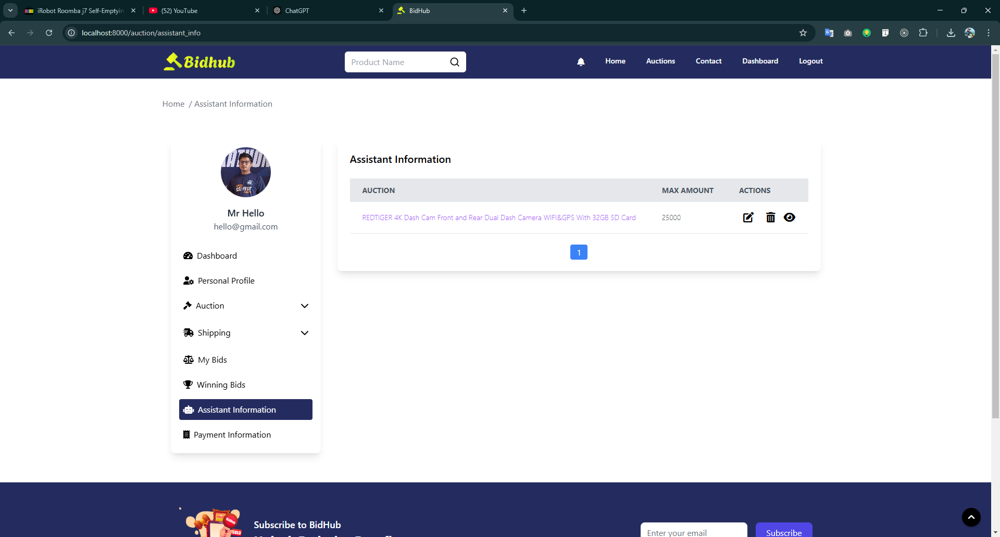 iRobot Roomba j7 Self-Emptyin
(52) YouTube
ChatGPT
BidHub
localhost:8000/auction/assistant_info
Bidhub
Product Name
Home
Auctions
Contact
Dashboard
Logout
Home / Assistant Information
Mr Hello
hello@gmail.com
Dashboard
Personal Profile
Auction
Shipping
My Bids
Winning Bids
Assistant Information
Payment Information
Assistant Information
AUCTION MAX AMOUNT ACTIONS
REDTIGER 4K Dash Cam Front and Rear Dual Dash Camera WIFI&GPS With 32GB SD Card 25000
1
Subscribe to BidHub
Enter your email
Subscribe